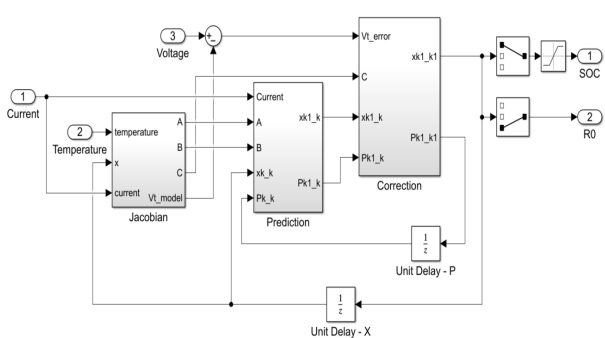 3
Voltage
+
−
1
Current
2
Temperature
temperature
x
current
A
B
C
Vt_model
Jacobian
Current
A
B
xk_k
Pk_k
xk1_k
Pk1_k
Prediction
Vt_error
C
xk1_k
Pk1_k
xk1_k1
Pk1_k1
Correction
1
SOC
2
R0
1
z
Unit Delay - P
1
z
Unit Delay - X